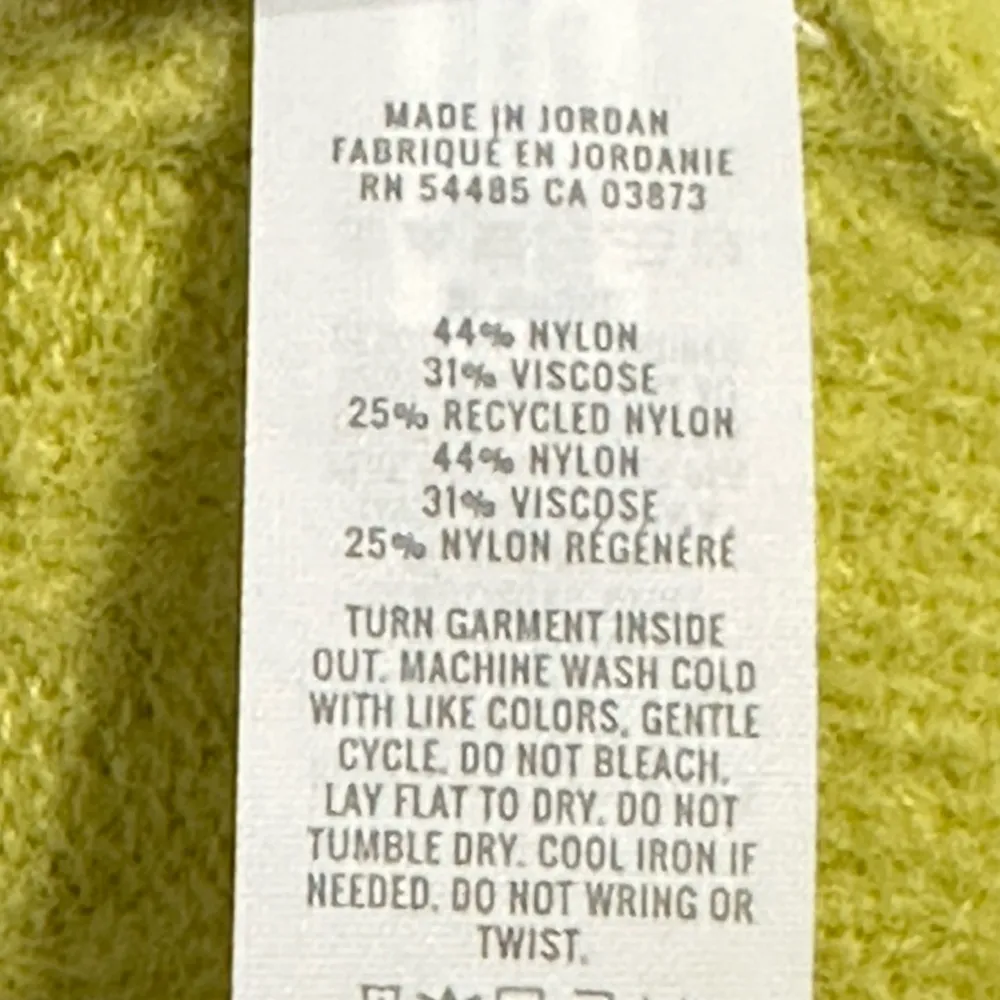 MADE IN JORDAN
FABRIQUÉ EN JORDANIE
RN 54485 CA 03873
44% NYLON
31% VISCOSE
25% RECYCLED NYLON
44% NYLON
31% VISCOSE
25% NYLON RÉGÉNÉRÉ
TURN GARMENT INSIDE
OUT. MACHINE WASH COLD
WITH LIKE COLORS, GENTLE
CYCLE. DO NOT BLEACH.
LAY FLAT TO DRY. DO NOT
TUMBLE DRY. COOL IRON IF
NEEDED. DO NOT WRING OR
TWIST.